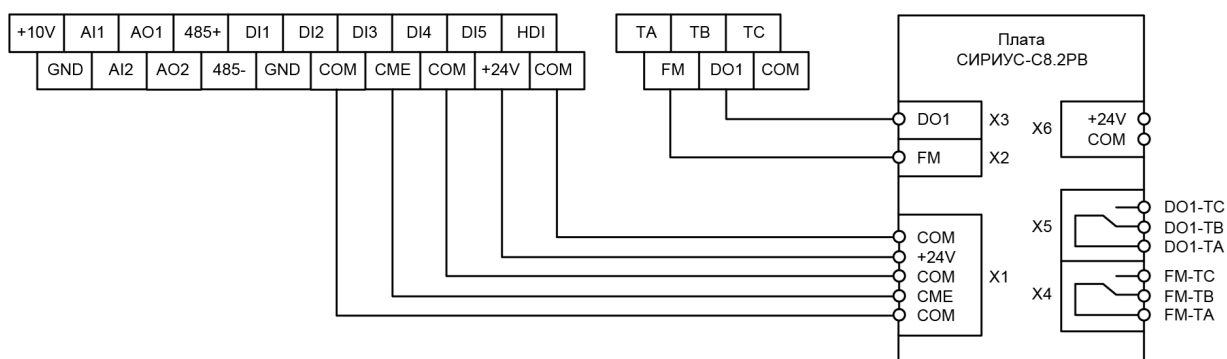 +10V AI1 AO1 485+ DI1 DI2 DI3 DI4 DI5 HDI
GND AI2 AO2 485- GND COM CME COM +24V COM
TA TB TC
FM DO1 COM
Плата
СИРИУС-С8.2РВ
DO1 X3
FM X2
X6 +24V
COM
X5
DO1-TC
DO1-TB
DO1-TA
X4
FM-TC
FM-TB
FM-TA
COM
+24V
COM X1
CME
COM